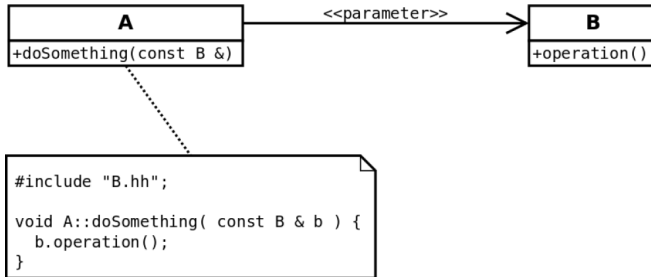 A
<<parameter>>
B
+doSomething(const B &)
+operation()
#include "B.hh";
void A::doSomething( const B & b ) {
  b.operation();
}